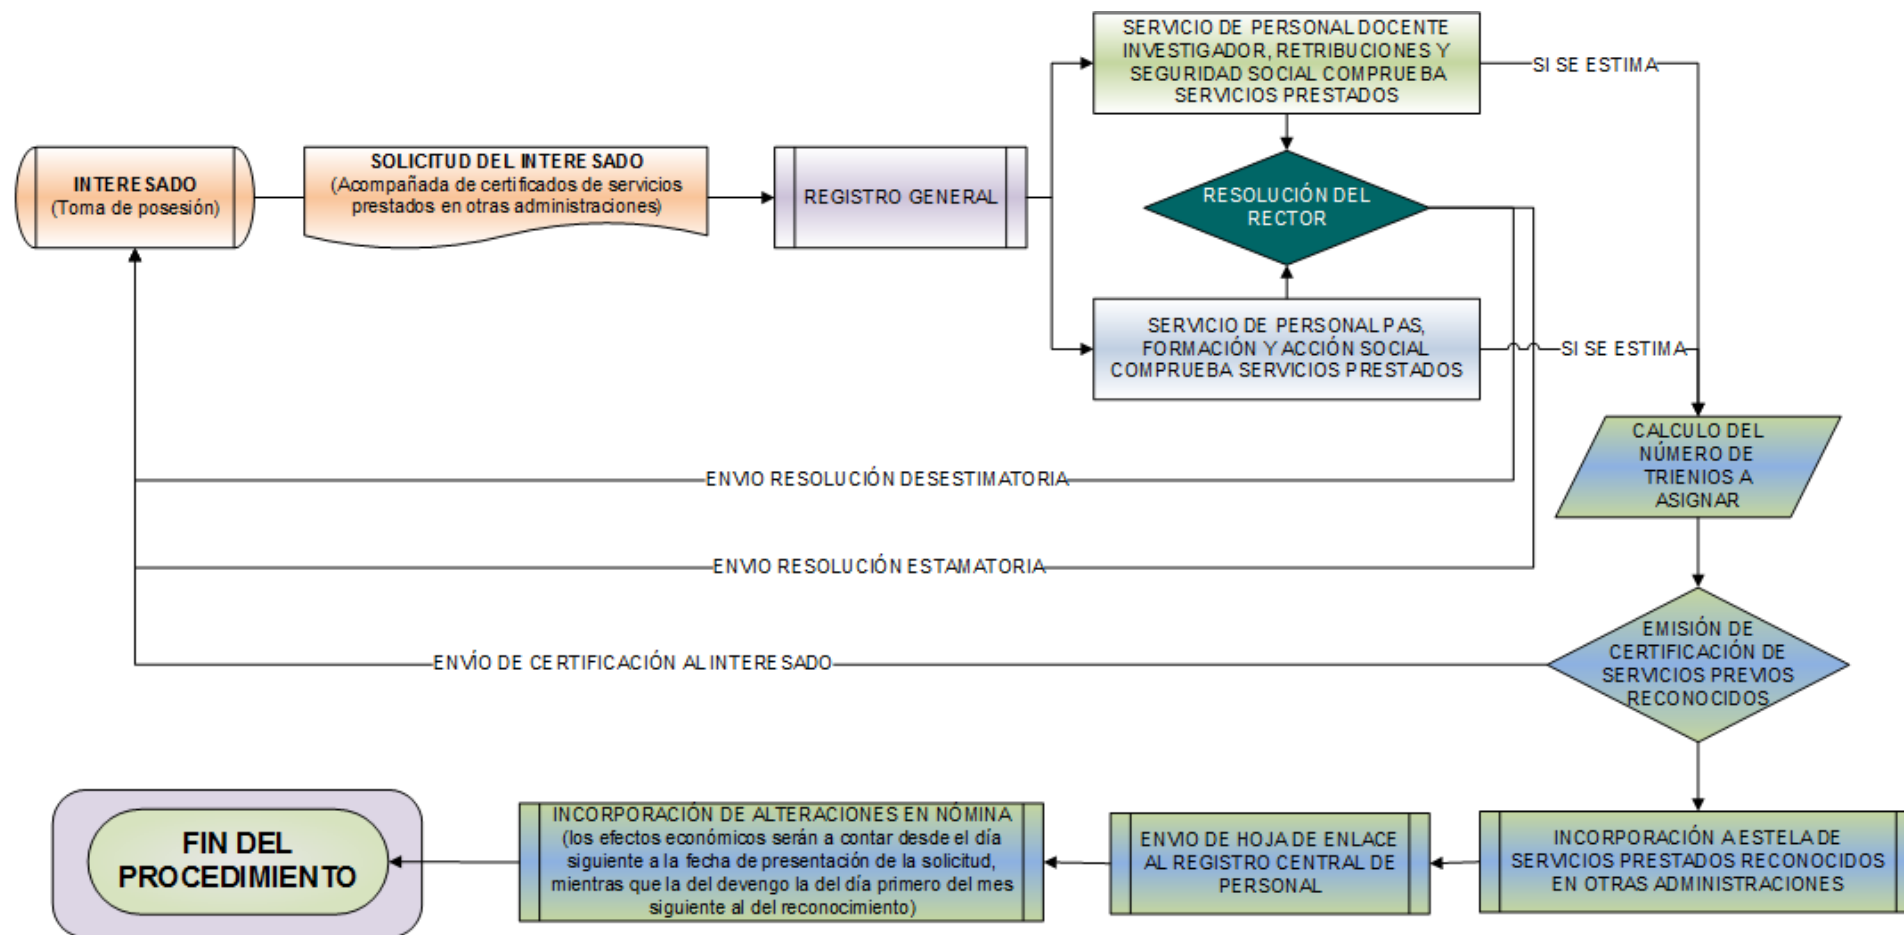 INTERESADO
(Toma de posesión)
SOLICITUD DEL INTERESADO
(Acompañada de certificados de servicios
prestados en otras administraciones)
REGISTRO GENERAL
SERVICIO DE PERSONAL DOCENTE
INVESTIGADOR, RETRIBUCIONES Y
SEGURIDAD SOCIAL COMPRUEBA
SERVICIOS PRESTADOS
SI SE ESTIMA
RESOLUCIÓN DEL
RECTOR
SERVICIO DE PERSONAL PAS,
FORMACIÓN Y ACCIÓN SOCIAL
COMPRUEBA SERVICIOS PRESTADOS
SI SE ESTIMA
CALCULO DEL
NÚMERO DE
TRIENIOS A
ASIGNAR
ENVIO RESOLUCIÓN DESESTIMATORIA
ENVIO RESOLUCIÓN ESTAMATORIA
EMISIÓN DE
CERTIFICACIÓN DE
SERVICIOS PREVIOS
RECONOCIDOS
ENVÍO DE CERTIFICACIÓN AL INTERESADO
INCORPORACIÓN A ESTELA DE
SERVICIOS PRESTADOS RECONOCIDOS
EN OTRAS ADMINISTRACIONES
ENVIO DE HOJA DE ENLACE
AL REGISTRO CENTRAL DE
PERSONAL
INCORPORACIÓN DE ALTERACIONES EN NÓMINA
(los efectos económicos serán a contar desde el día
siguiente a la fecha de presentación de la solicitud,
mientras que la del devengo la del día primero del mes
siguiente al del reconocimiento)
FIN DEL
PROCEDIMIENTO